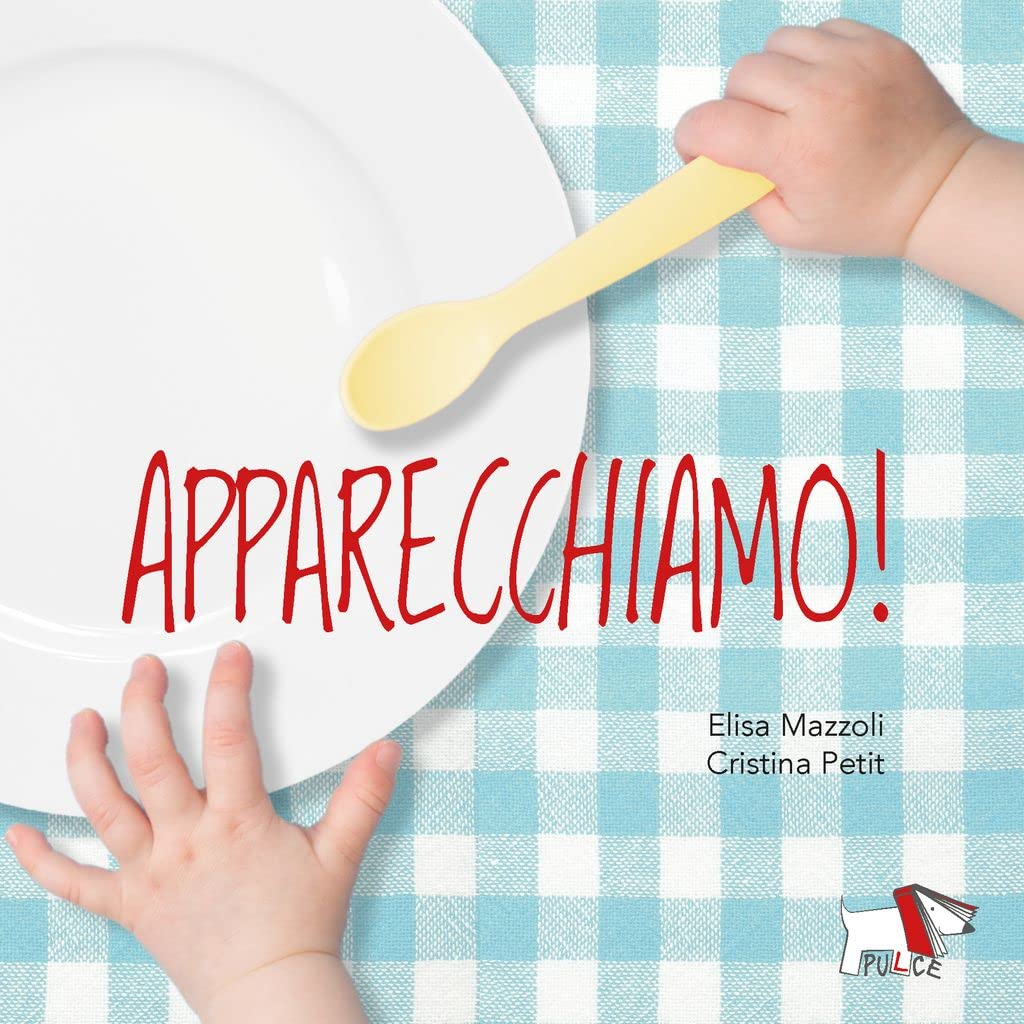 APPARECCHIAMO!
Elisa Mazzoli
Cristina Petit
PULCE